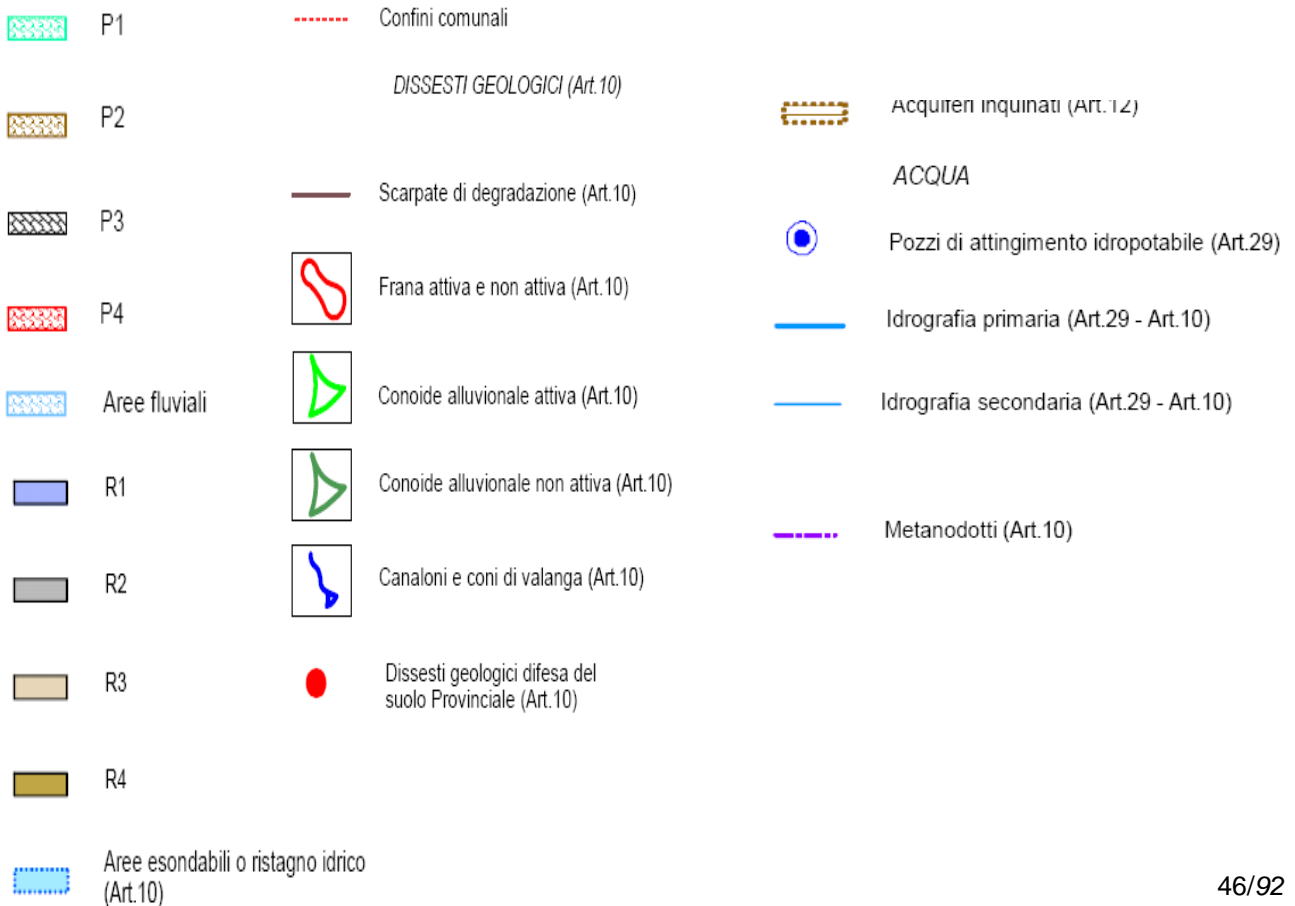 P1
P2
P3
P4
Aree fluviali
R1
R2
R3
R4
Aree esondabili o ristagno idrico
(Art.10)
Confini comunali
DISSESTI GEOLOGICI (Art.10)
Scarpate di degradazione (Art.10)
Frana attiva e non attiva (Art.10)
Conoide alluvionale attiva (Art.10)
Conoide alluvionale non attiva (Art.10)
Canaloni e coni di valanga (Art.10)
Dissesti geologici difesa del
suolo Provinciale (Art.10)
Acquiferi inquinati (Art.12)
ACQUA
Pozzi di attingimento idropotabile (Art.29)
Idrografia primaria (Art.29 - Art.10)
Idrografia secondaria (Art.29 - Art.10)
Metanodotti (Art.10)
46/92